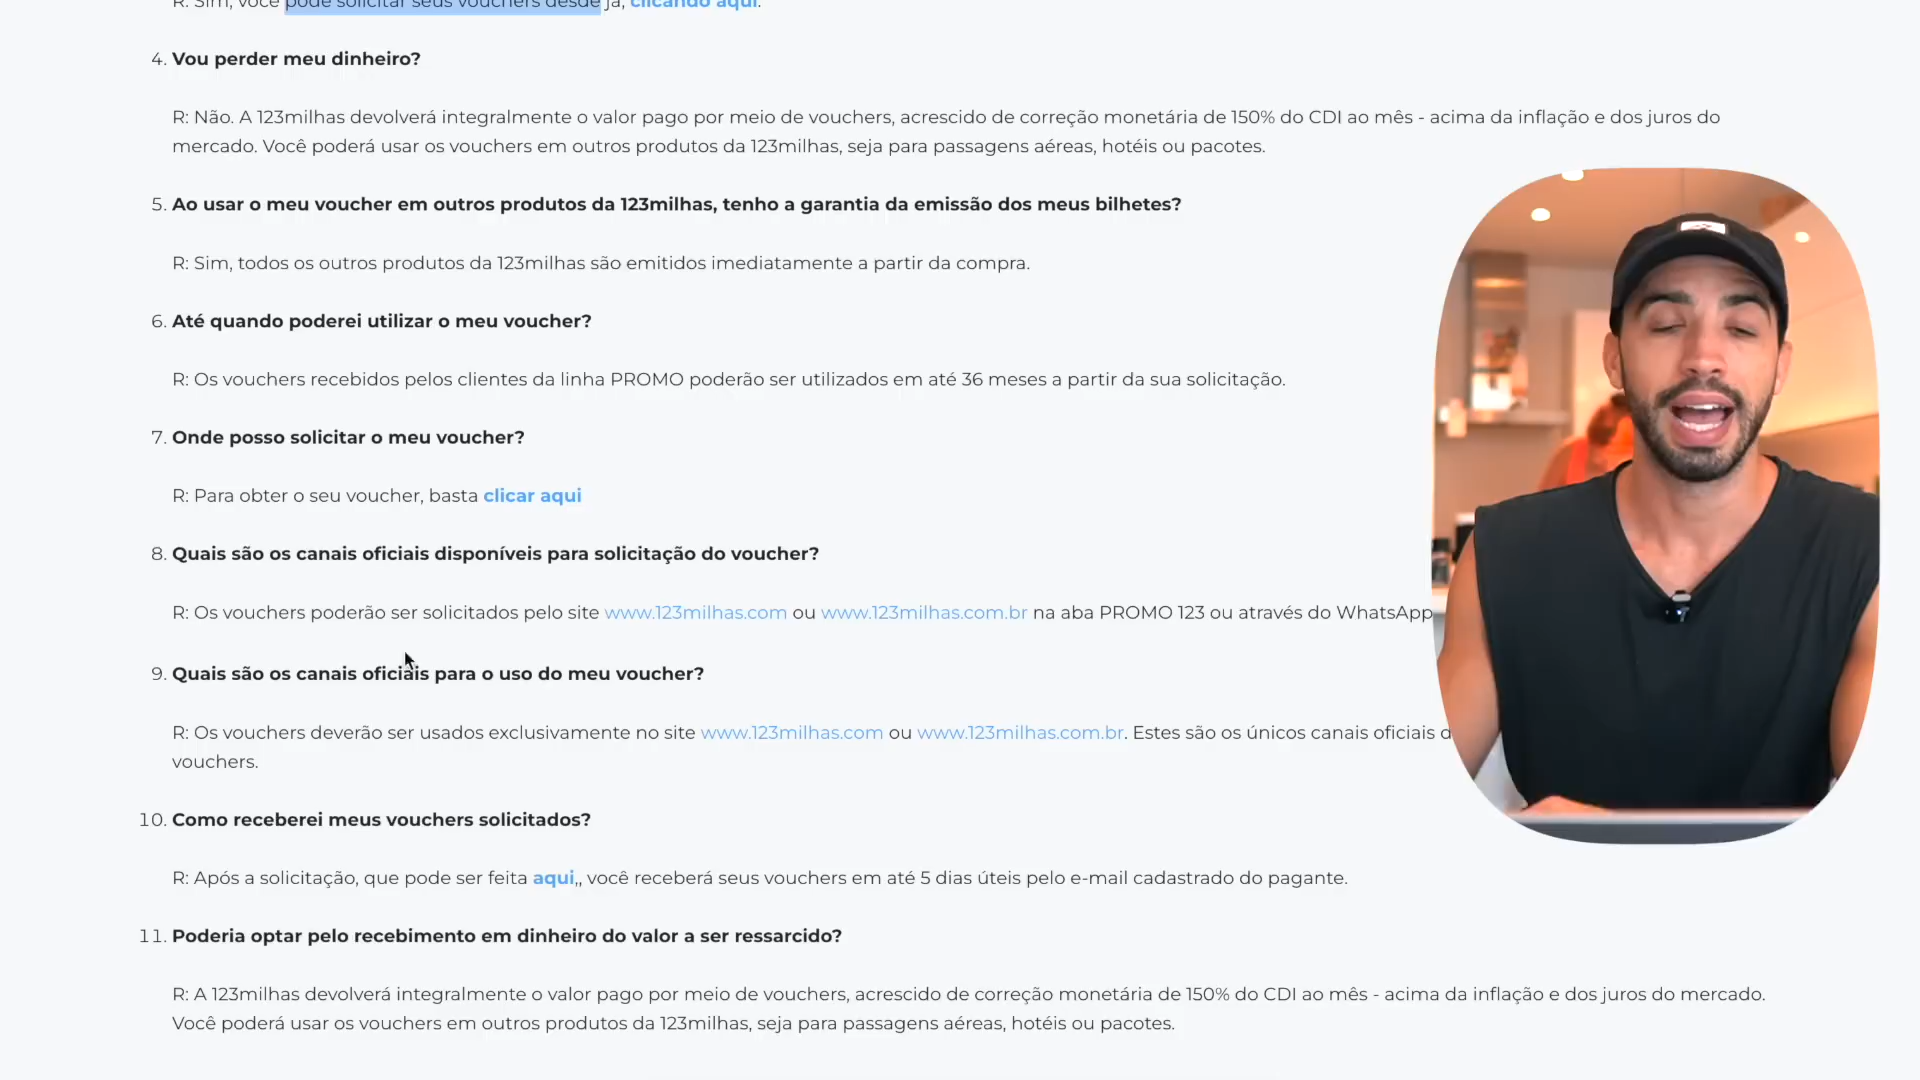 R: Sim, você pode solicitar seus vouchers desde já, clicando aqui.
4. Vou perder meu dinheiro?
R: Não. A 123milhas devolverá integralmente o valor pago por meio de vouchers, acrescido de correção monetária de 150% do CDI ao mês - acima da inflação e dos juros do
mercado. Você poderá usar os vouchers em outros produtos da 123milhas, seja para passagens aéreas, hotéis ou pacotes.
5. Ao usar o meu voucher em outros produtos da 123milhas, tenho a garantia da emissão dos meus bilhetes?
R: Sim, todos os outros produtos da 123milhas são emitidos imediatamente a partir da compra.
6. Até quando poderei utilizar o meu voucher?
R: Os vouchers recebidos pelos clientes da linha PROMO poderão ser utilizados em até 36 meses a partir da sua solicitação.
7. Onde posso solicitar o meu voucher?
R: Para obter o seu voucher, basta clicar aqui
8. Quais são os canais oficiais disponíveis para solicitação do voucher?
R: Os vouchers poderão ser solicitados pelo site www.123milhas.com ou www.123milhas.com.br na aba PROMO 123 ou através do WhatsApp
9. Quais são os canais oficiais para o uso do meu voucher?
R: Os vouchers deverão ser usados exclusivamente no site www.123milhas.com ou www.123milhas.com.br. Estes são os únicos canais oficiais
vouchers.
10. Como receberei meus vouchers solicitados?
R: Após a solicitação, que pode ser feita aqui,, você receberá seus vouchers em até 5 dias úteis pelo e-mail cadastrado do pagante.
11. Poderia optar pelo recebimento em dinheiro do valor a ser ressarcido?
R: A 123milhas devolverá integralmente o valor pago por meio de vouchers, acrescido de correção monetária de 150% do CDI ao mês - acima da inflação e dos juros do mercado.
Você poderá usar os vouchers em outros produtos da 123milhas, seja para passagens aéreas, hotéis ou pacotes.